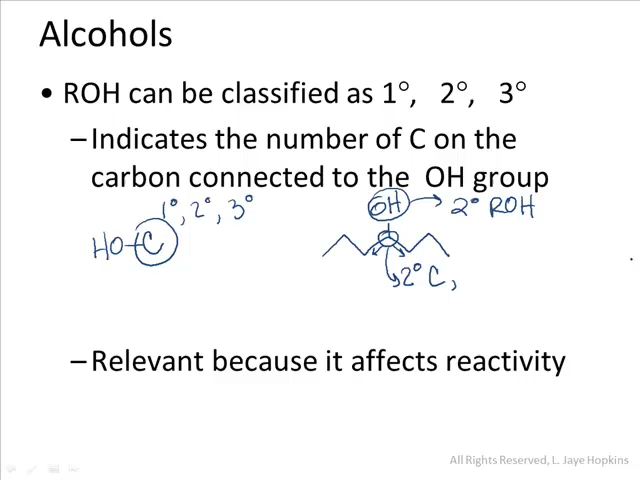 Alcohols
• ROH can be classified as 1°, 2°, 3°
–Indicates the number of C on the
carbon connected to the OH group
1°, 2°, 3°
HO-C
OH → 2° ROH
2° C,
–Relevant because it affects reactivity
All Rights Reserved, L. Jaye Hopkins